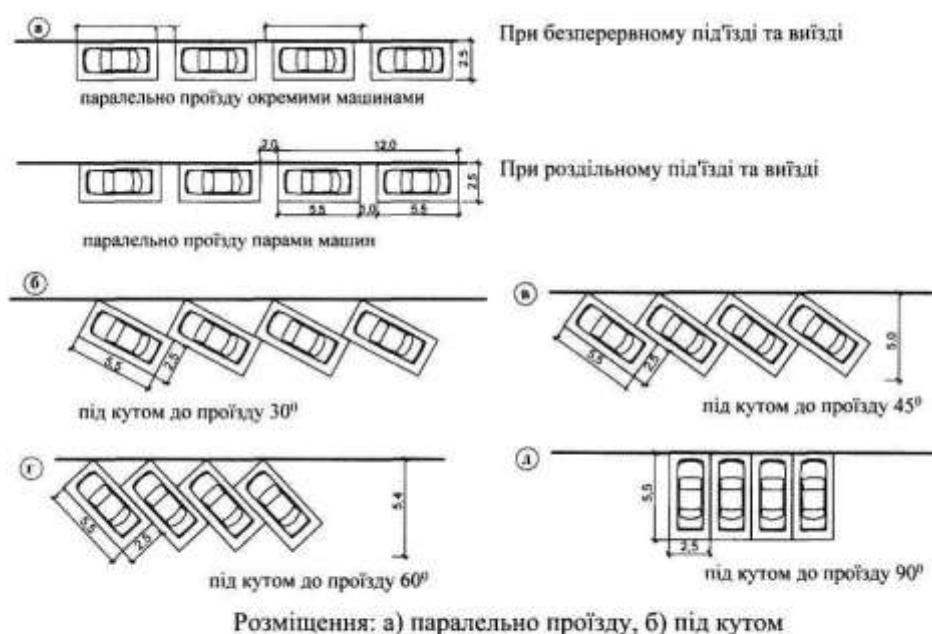 а
При безперервному під'їзді та виїзді
2.5
паралельно проїзду окремими машинами
2.0
12.0
При роздільному під'їзді та виїзді
2.5
5.5
5.5
паралельно проїзду парами машин
б
в
5.5
2.5
5.5
2.5
5.0
під кутом до проїзду 30⁰
під кутом до проїзду 45⁰
г
д
5.5
2.5
5.4
5,5
2,5
під кутом до проїзду 60⁰
під кутом до проїзду 90⁰
Розміщення: а) паралельно проїзду, б) під кутом